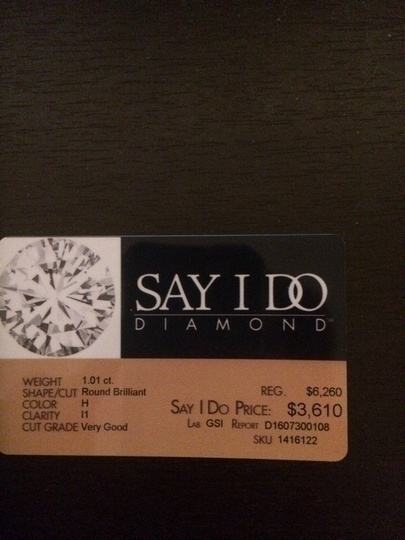 SAY I DO
DIAMOND™
WEIGHT 1.01 ct.
SHAPE/CUT Round Brilliant
COLOR H
CLARITY I1
CUT GRADE Very Good
REG. $6,260
SAY I DO PRICE: $3,610
LAB GSI REPORT D1607300108
SKU 1416122